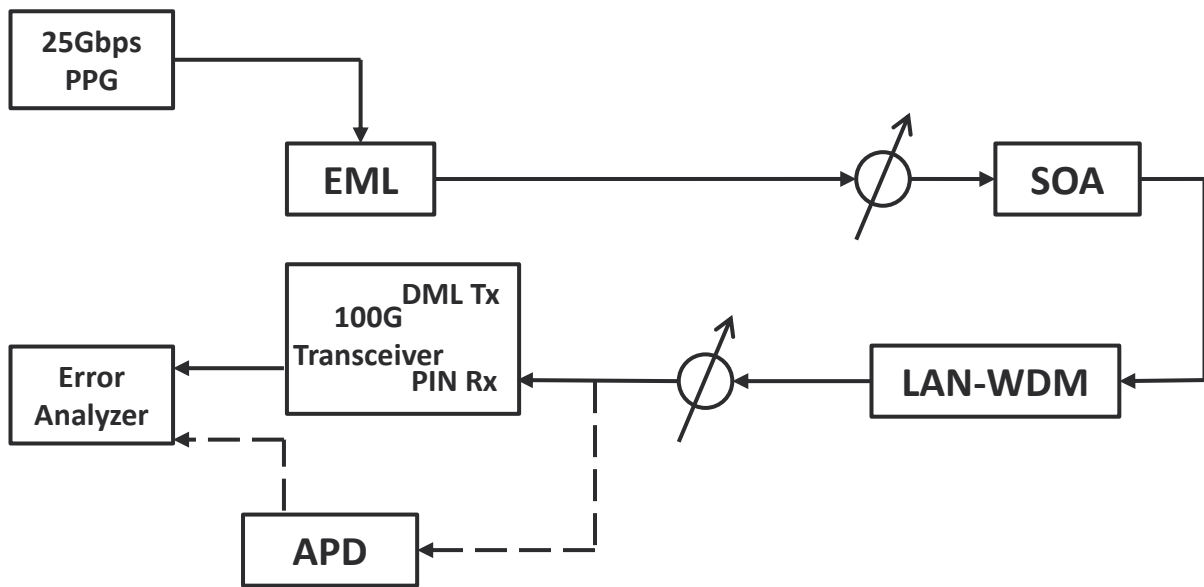 25Gbps
PPG
EML
SOA
DML Tx
100G
Transceiver
PIN Rx
Error
Analyzer
LAN-WDM
APD